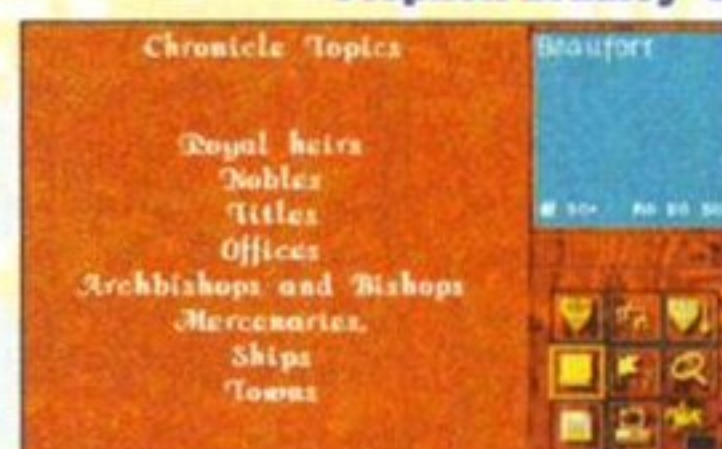 Chronicle Topics
Royal heirs
Nobles
Titles
Offices
Archbishops and Bishops
Mercenaries.
Ships
Towns
Beaufort